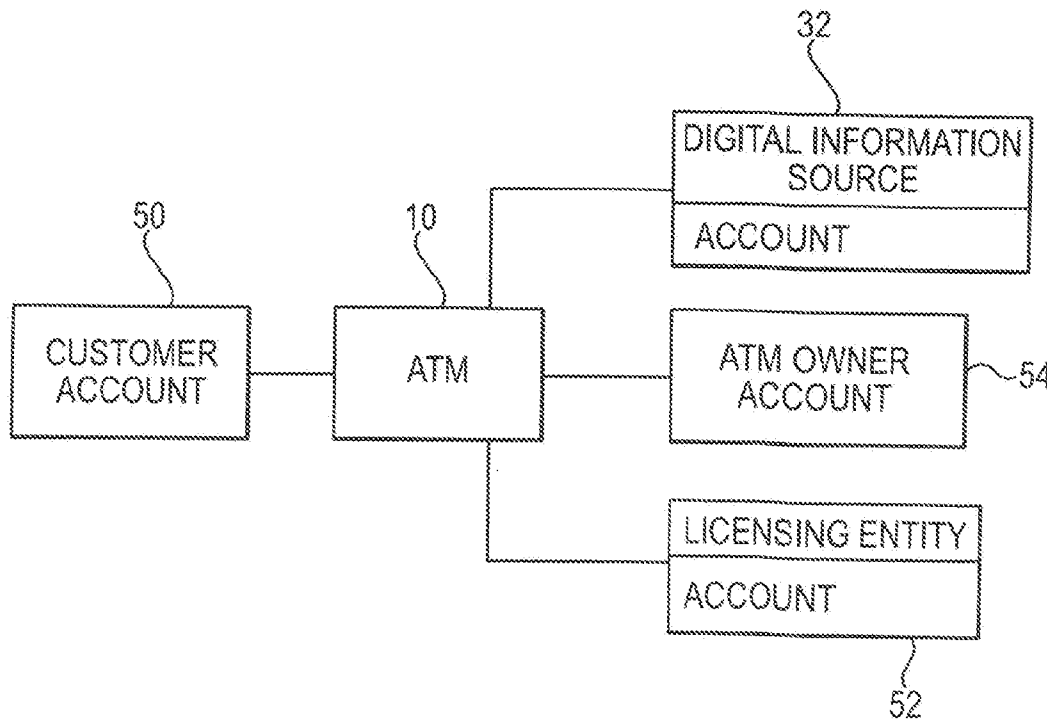 32
DIGITAL INFORMATION
SOURCE
ACCOUNT
50
10
CUSTOMER
ACCOUNT
ATM
ATM OWNER
ACCOUNT
54
LICENSING ENTITY
ACCOUNT
52